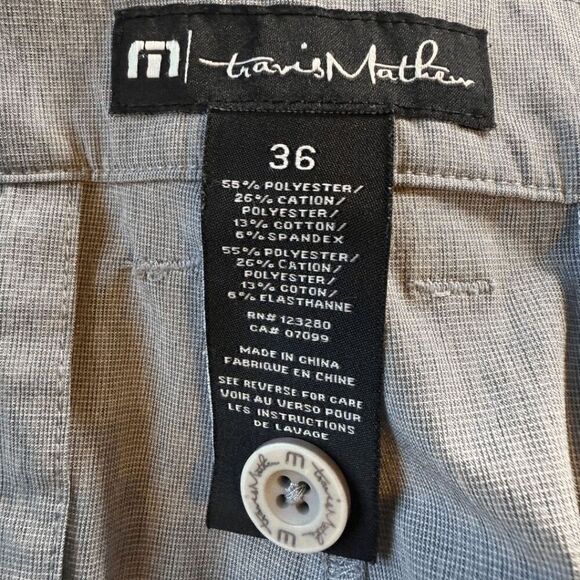 m travisMathew
36
55% POLYESTER/
26% CATION/
POLYESTER/
13% COTTON/
6% SPANDEX
55% POLYESTER/
26% CATION/
POLYESTER/
13% COTON/
6% ELASTHANNE
RN# 123280
CA# 07099
MADE IN CHINA
FABRIQUE EN CHINE
SEE REVERSE FOR CARE
VOIR AU VERSO POUR
LES INSTRUCTIONS
DE LAVAGE
m travisMathew m travisMathew